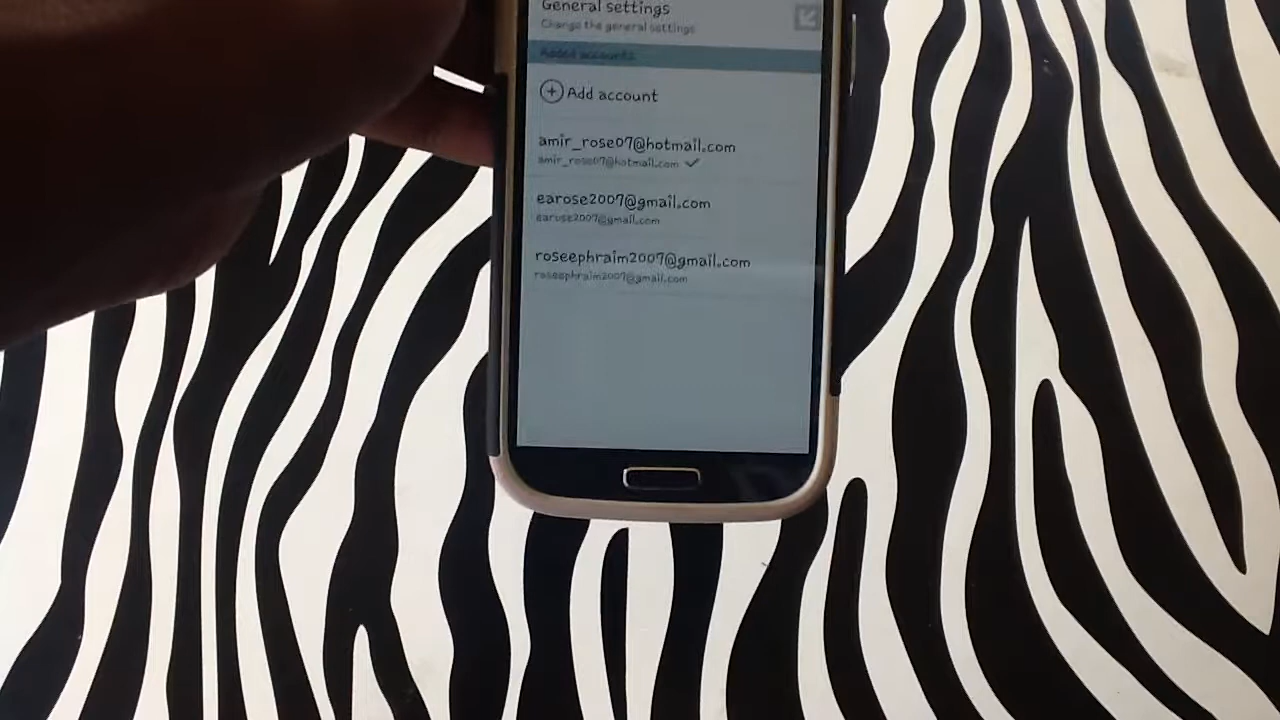 General settings
Change the general settings
Added accounts
Add account
amir_rose07@hotmail.com
amir_rose07@hotmail.com
earose2007@gmail.com
earose2007@gmail.com
roseephraim2007@gmail.com
roseephraim2007@gmail.com